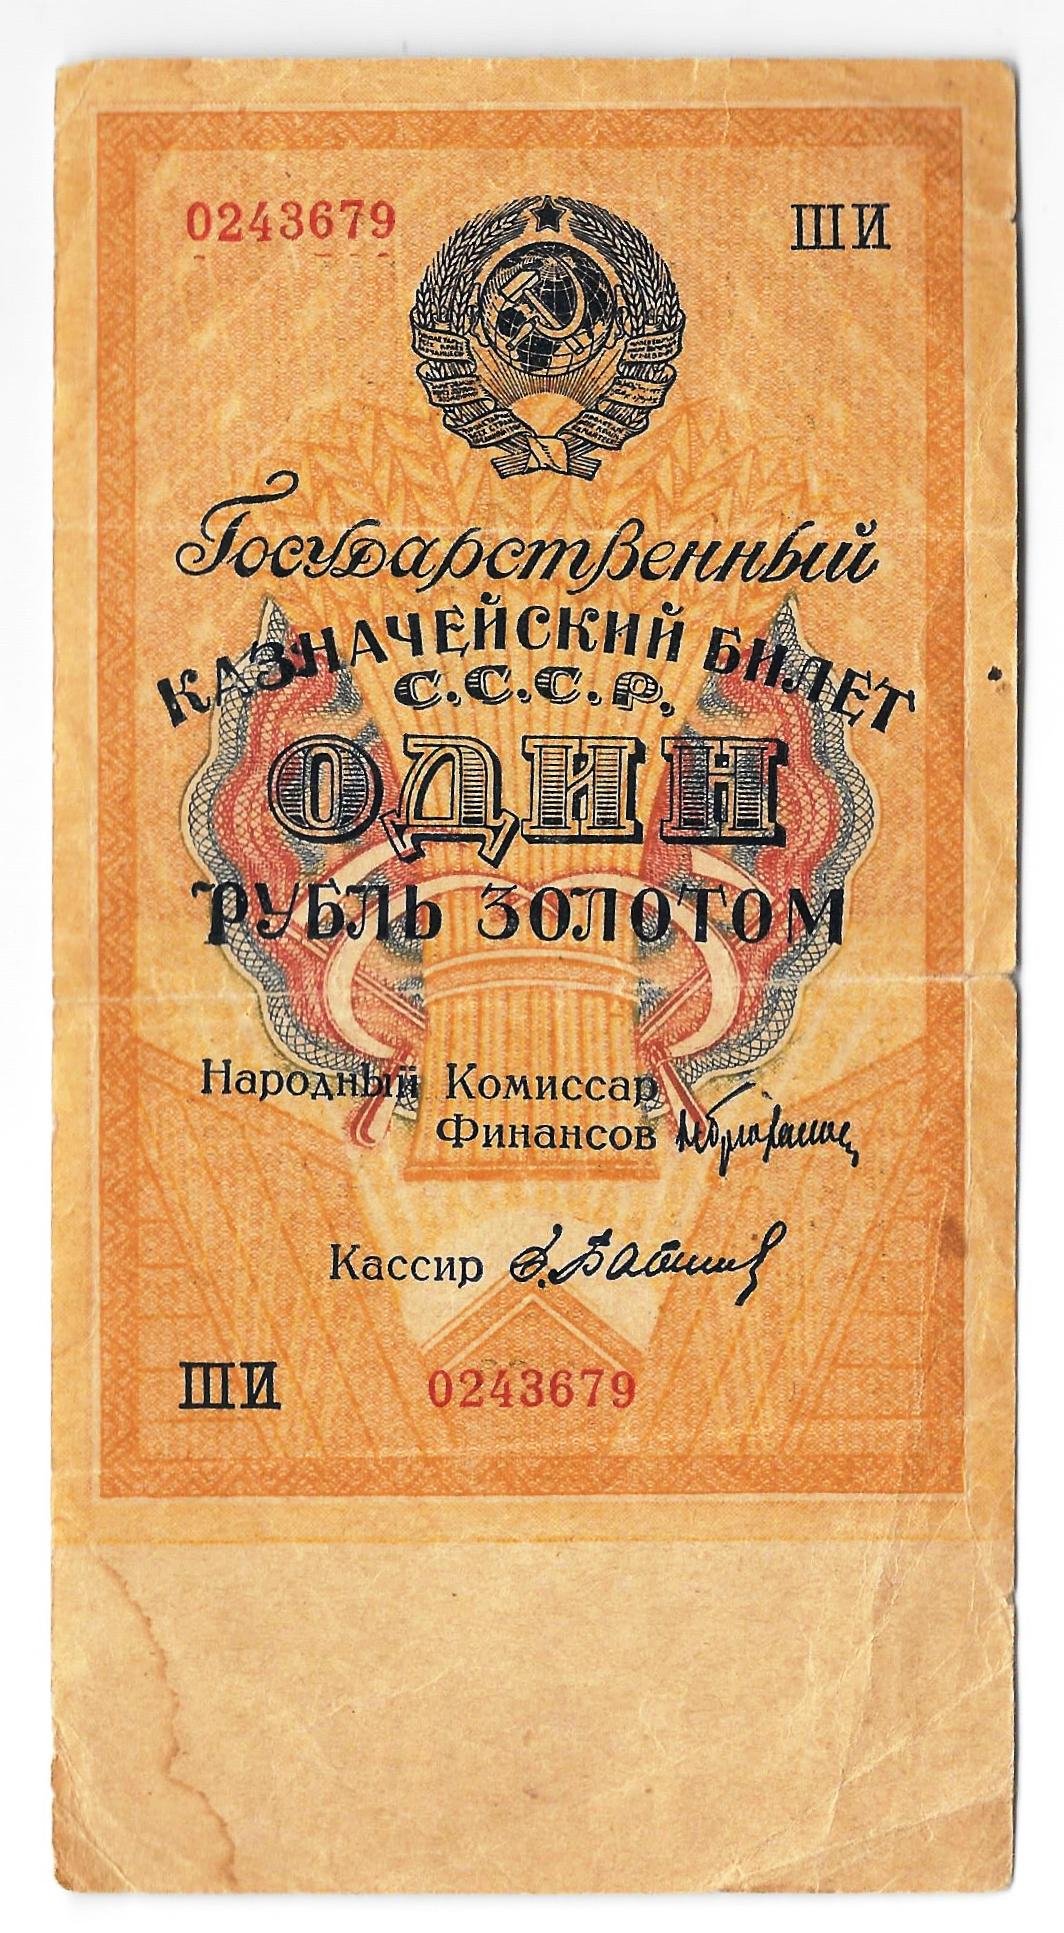 0243679 ШИ
Государственный
КАЗНАЧЕЙСКИЙ БИЛЕТ
С.С.С.Р.
ОДИН
РУБЛЬ ЗОЛОТОМ
Народный Комиссар
Финансов
Кассир
ШИ 0243679